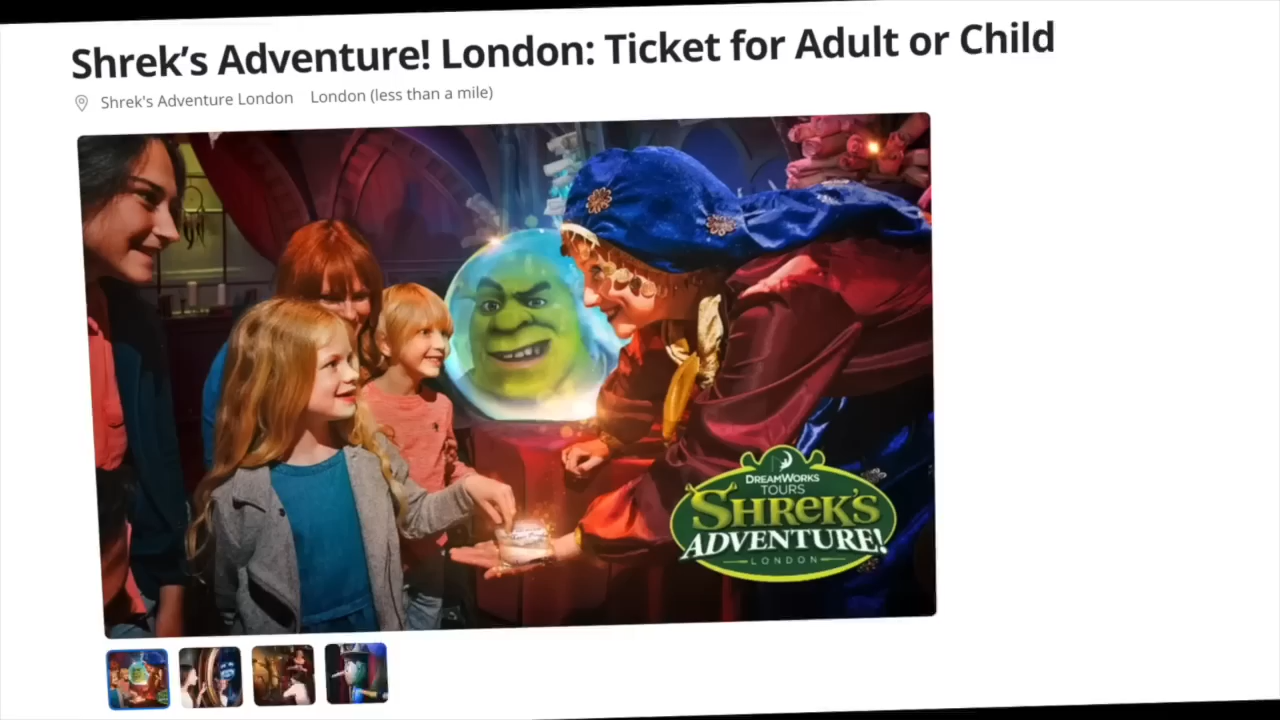 Shrek’s Adventure! London: Ticket for Adult or Child
Shrek's Adventure London London (less than a mile)
DREAMWORKS
TOURS
SHREK'S
ADVENTURE!
LONDON